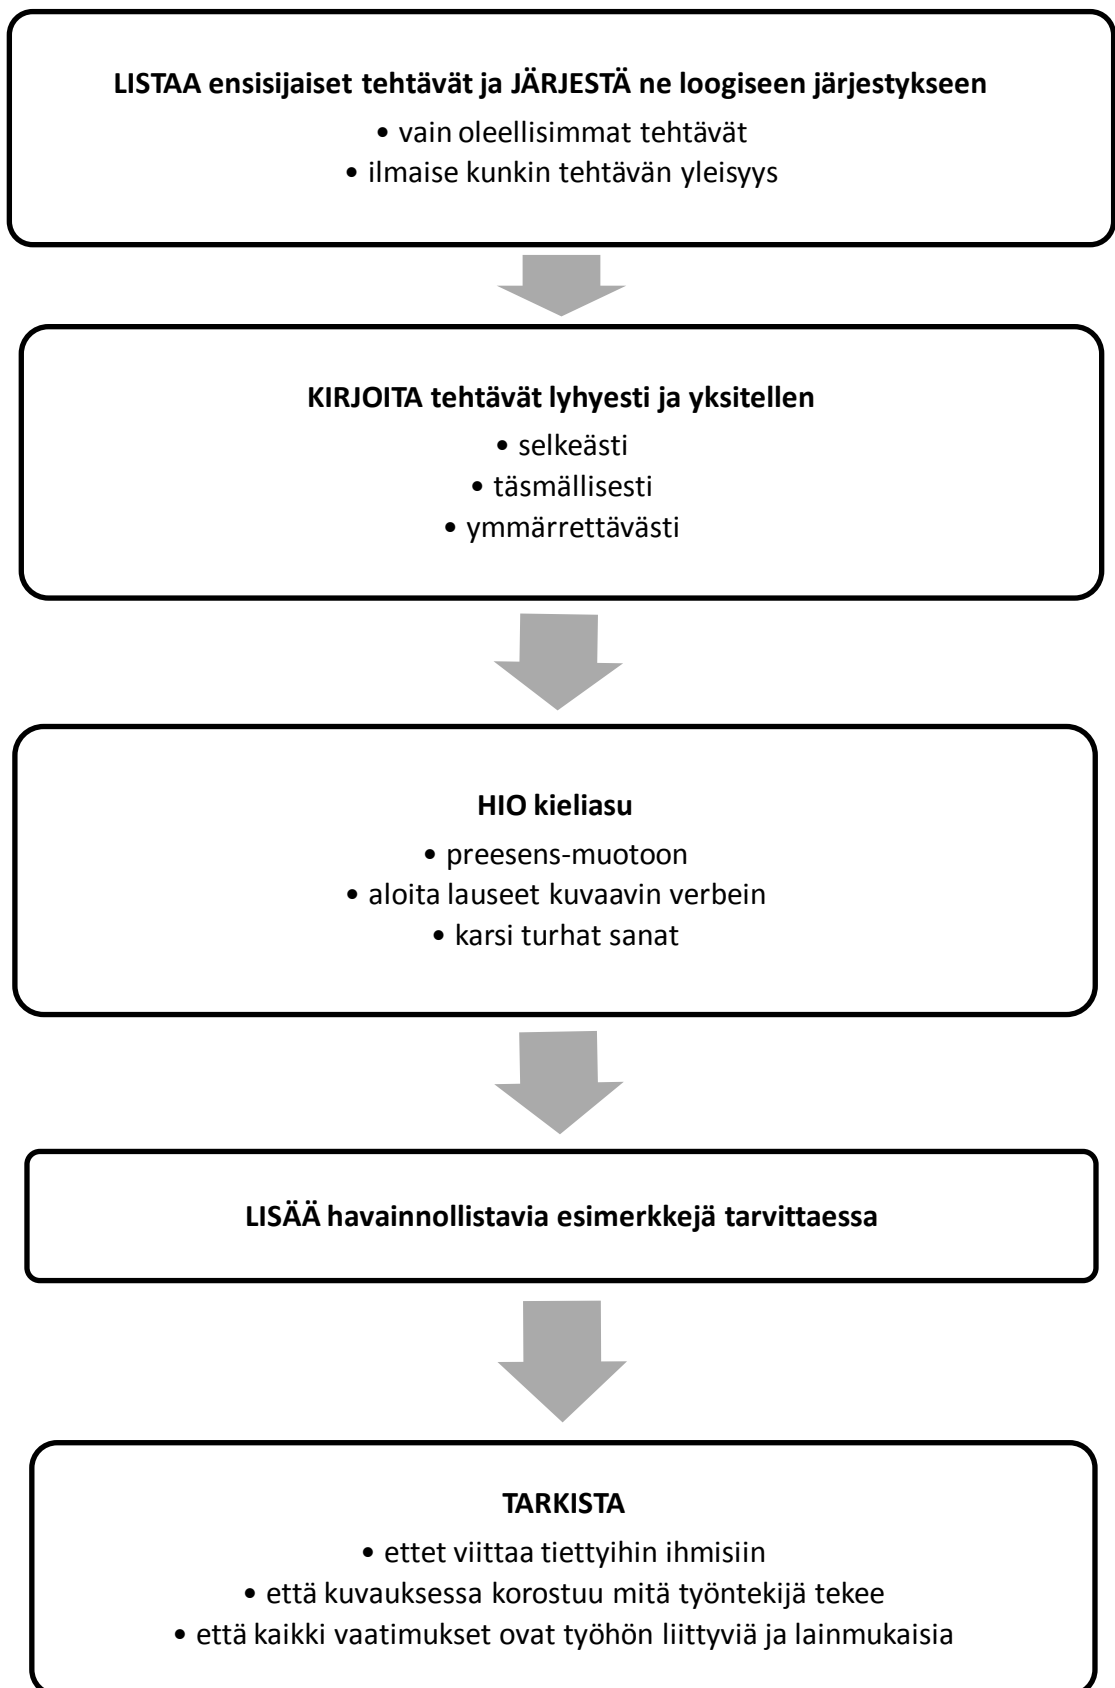 LISTAA ensisijaiset tehtävät ja JÄRJESTÄ ne loogiseen järjestykseen
• vain oleellisimmat tehtävät
• ilmaise kunkin tehtävän yleisyys
KIRJOITA tehtävät lyhyesti ja yksitellen
• selkeästi
• täsmällisesti
• ymmärrettävästi
HIO kieliasu
• preesens-muotoon
• aloita lauseet kuvaavin verbein
• karsi turhat sanat
LISÄÄ havainnollistavia esimerkkejä tarvittaessa
TARKISTA
• ettet viittaa tiettyihin ihmisiin
• että kuvauksessa korostuu mitä työntekijä tekee
• että kaikki vaatimukset ovat työhön liittyviä ja lainmukaisia